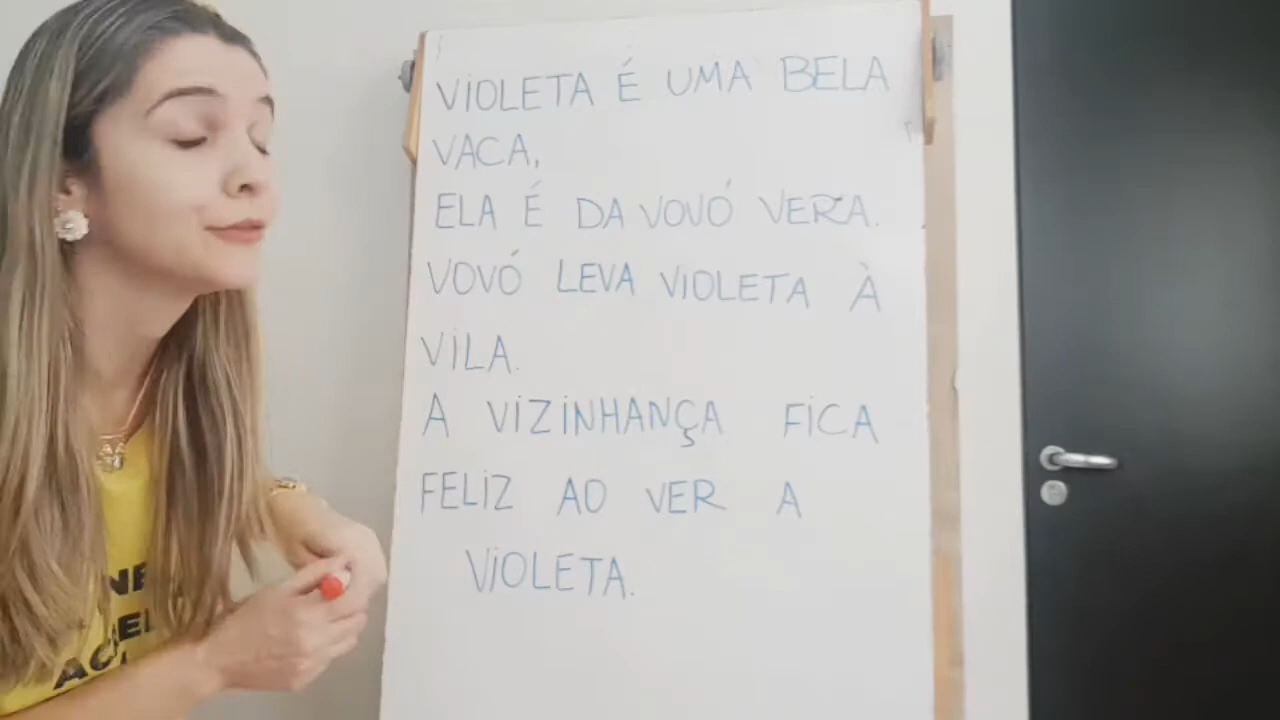 VIOLETA É UMA BELA
VACA,
ELA É DA VOVÓ VERA.
VOVÓ LEVA VIOLETA À
VILA.
A VIZINHANÇA FICA
FELIZ AO VER A
VIOLETA.